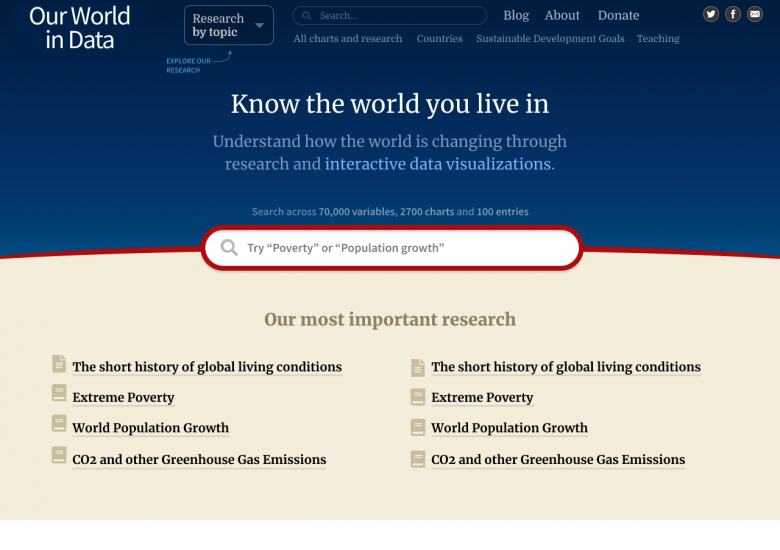 Our World
in Data
Research
by topic
EXPLORE OUR
RESEARCH
Search...
Blog About Donate
All charts and research Countries Sustainable Development Goals Teaching
Know the world you live in
Understand how the world is changing through
research and interactive data visualizations.
Search across 70,000 variables, 2700 charts and 100 entries
Try “Poverty” or “Population growth”
Our most important research
The short history of global living conditions
Extreme Poverty
World Population Growth
CO2 and other Greenhouse Gas Emissions
The short history of global living conditions
Extreme Poverty
World Population Growth
CO2 and other Greenhouse Gas Emissions